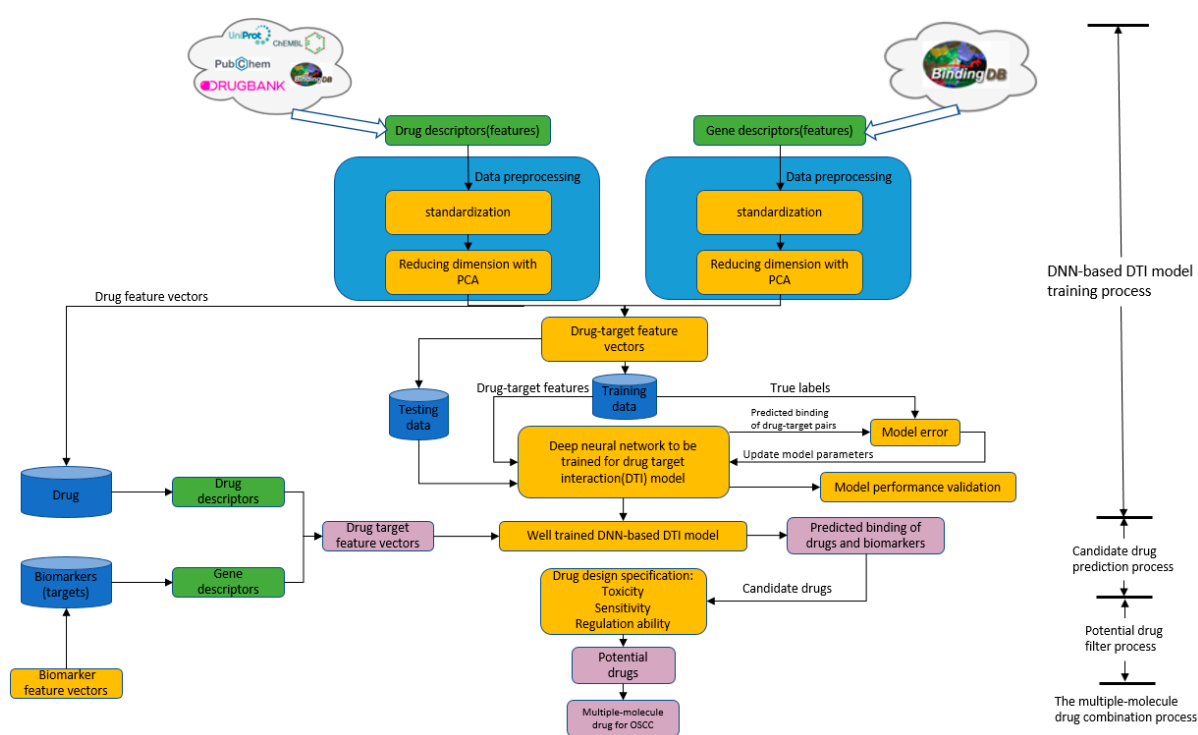 UniProt
ChEMBL
PubChem
DRUGBANK
BindingDB
BindingDB
Drug descriptors(features)
Gene descriptors(features)
Data preprocessing
Data preprocessing
standardization
standardization
Reducing dimension with
PCA
Reducing dimension with
PCA
DNN-based DTI model
training process
Drug feature vectors
Drug-target feature
vectors
Drug-target features
Training
data
True labels
Testing
data
Predicted binding
of drug-target pairs
Model error
Deep neural network to be
trained for drug target
interaction(DTI) model
Update model parameters
Model performance validation
Drug
Drug
descriptors
Drug target
feature vectors
Well trained DNN-based DTI model
Predicted binding of
drugs and biomarkers
Candidate drug
prediction process
Biomarkers
(targets)
Gene
descriptors
Drug design specification:
Toxicity
Sensitivity
Regulation ability
Candidate drugs
Potential drug
filter process
Potential
drugs
Biomarker
feature vectors
Multiple-molecule
drug for OSCC
The multiple-molecule
drug combination process